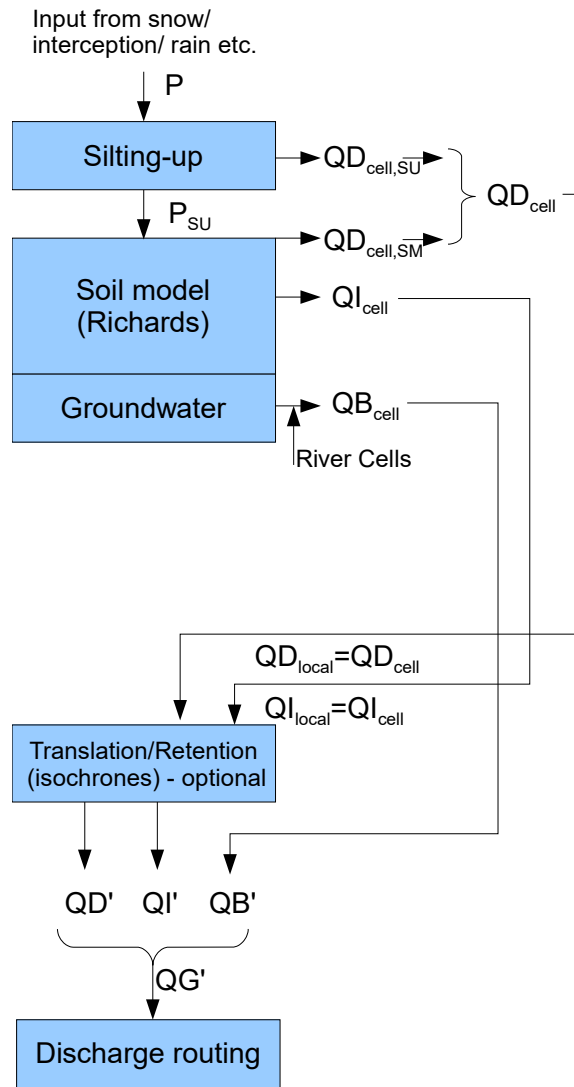 Input from snow/
interception/ rain etc.
P
Silting-up
QDcell,SU
QDcell
PSU
QDcell,SM
Soil model
(Richards)
QIcell
Groundwater
QBcell
River Cells
QDlocal=QDcell
QIlocal=QIcell
Translation/Retention
(isochrones) - optional
QD' QI' QB'
QG'
Discharge routing